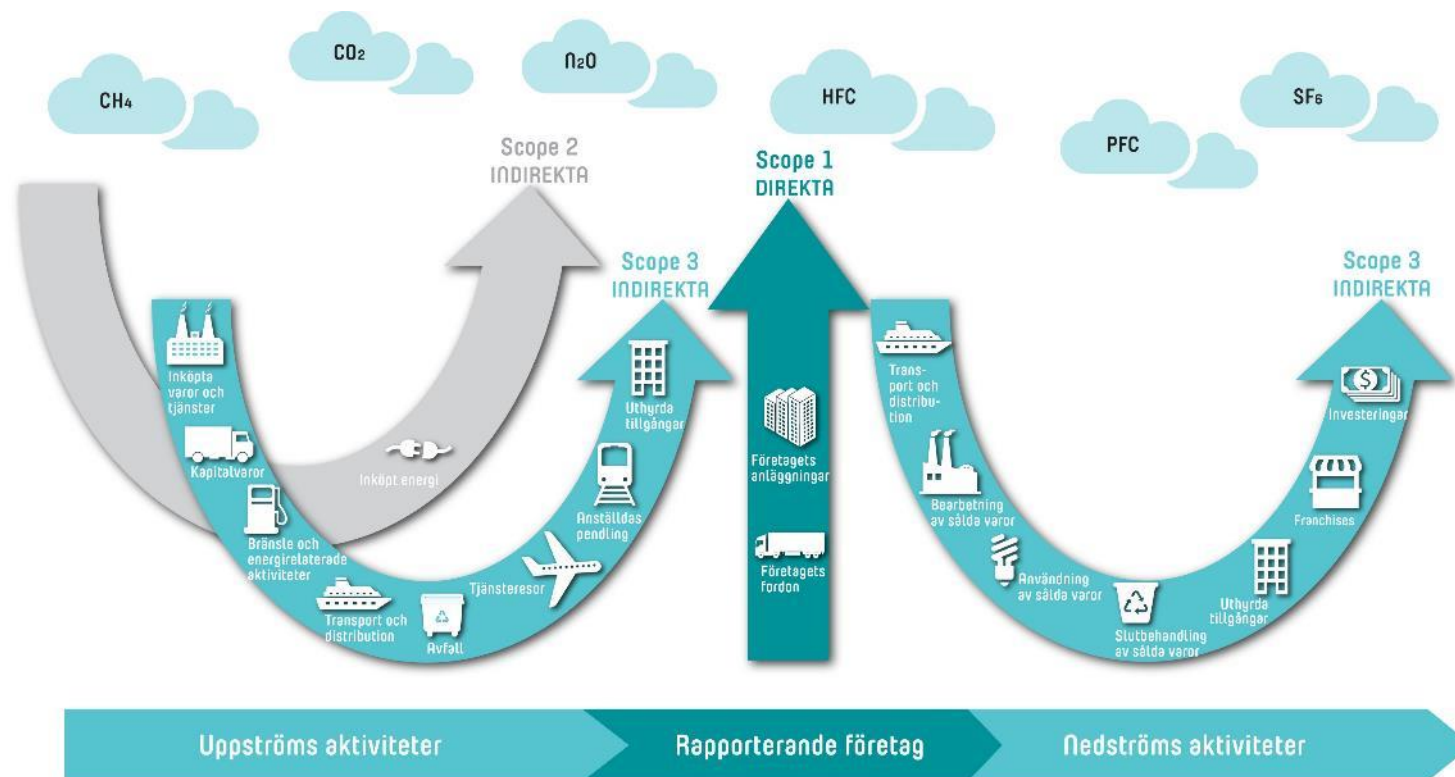 CH₄
CO₂
N₂O
HFC
PFC
SF₆
Scope 2
INDIREKTA
Scope 1
DIREKTA
Scope 3
INDIREKTA
Scope 3
INDIREKTA
Inköpta
varor och
tjänster
Kapitalvaror
Bränsle och
energirelaterade
aktiviteter
Transport och
distribution
Avfall
Tjänsteresor
Anställdas
pendling
Uthyrda
tillgångar
Inköpt energi
Företagets
anläggningar
Företagets
fordon
Trans-
port och
distribu-
tion
Bearbetning
av sålda varor
Användning
av sålda varor
Slutbehandling
av sålda varor
Uthyrda
tillgångar
Franchises
Investeringar
Uppströms aktiviteter
Rapporterande företag
Nedströms aktiviteter